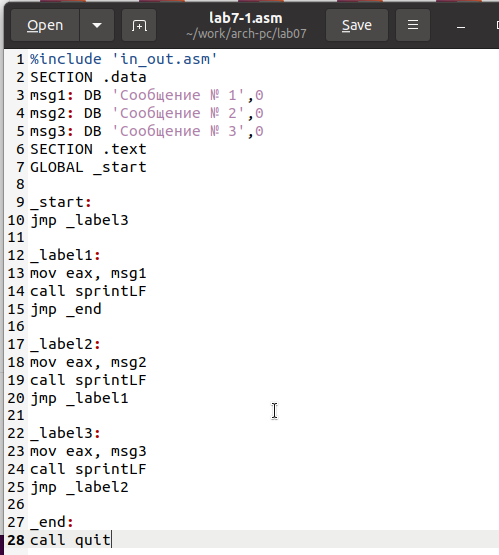 Open
lab7-1.asm
~/work/arch-pc/lab07
Save
1 %include 'in_out.asm'
2 SECTION .data
3 msg1: DB 'Сообщение № 1',0
4 msg2: DB 'Сообщение № 2',0
5 msg3: DB 'Сообщение № 3',0
6 SECTION .text
7 GLOBAL _start
8
9 _start:
10 jmp _label3
11
12 _label1:
13 mov eax, msg1
14 call sprintLF
15 jmp _end
16
17 _label2:
18 mov eax, msg2
19 call sprintLF
20 jmp _label1
21
22 _label3:
23 mov eax, msg3
24 call sprintLF
25 jmp _label2
26
27 _end:
28 call quit